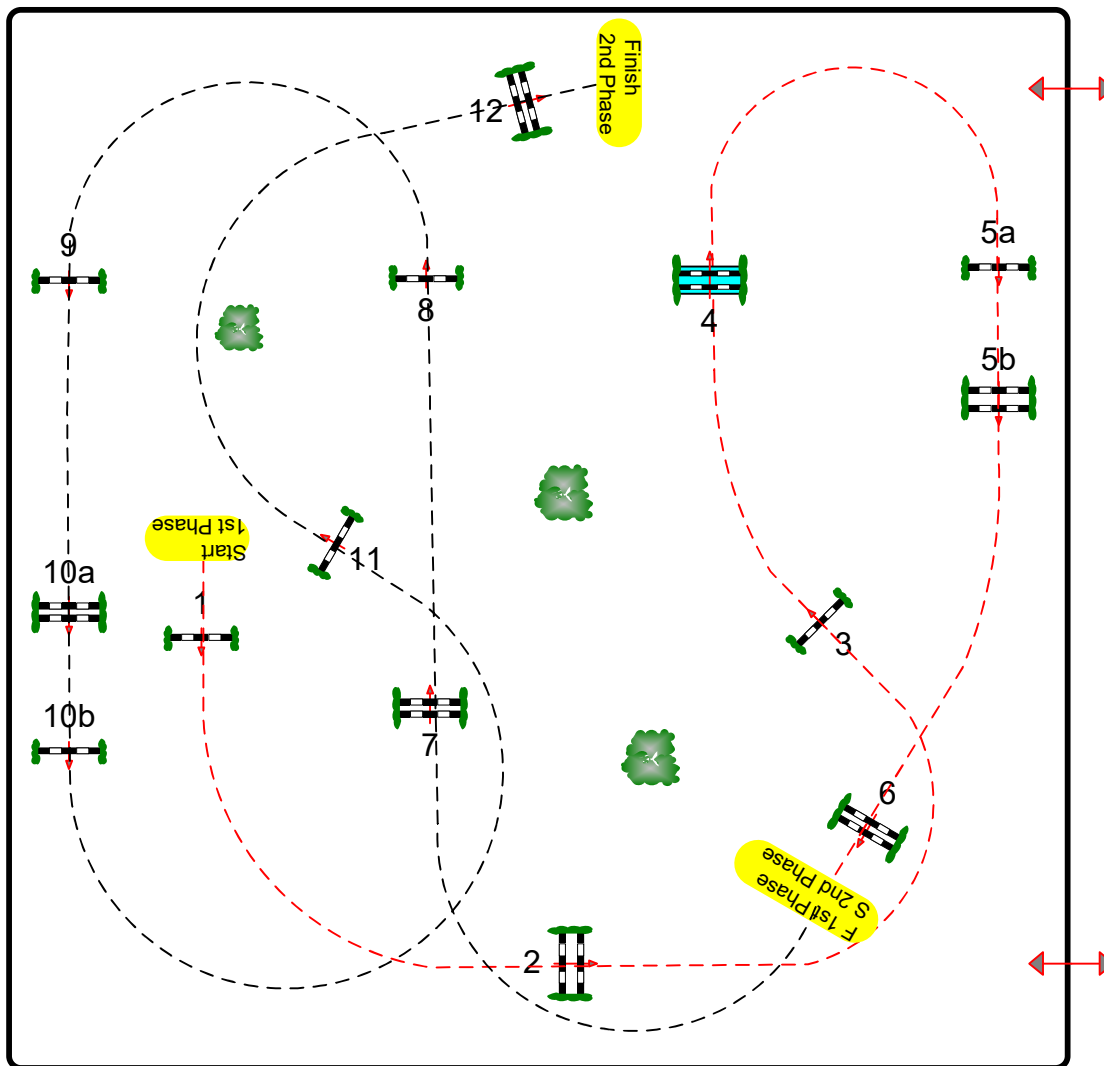 Finish
2nd Phase
12
9
8
4
5a
5b
Start
1st Phase
10a
1
11
3
10b
7
6
F 1st Phase
S 2nd Phase
2